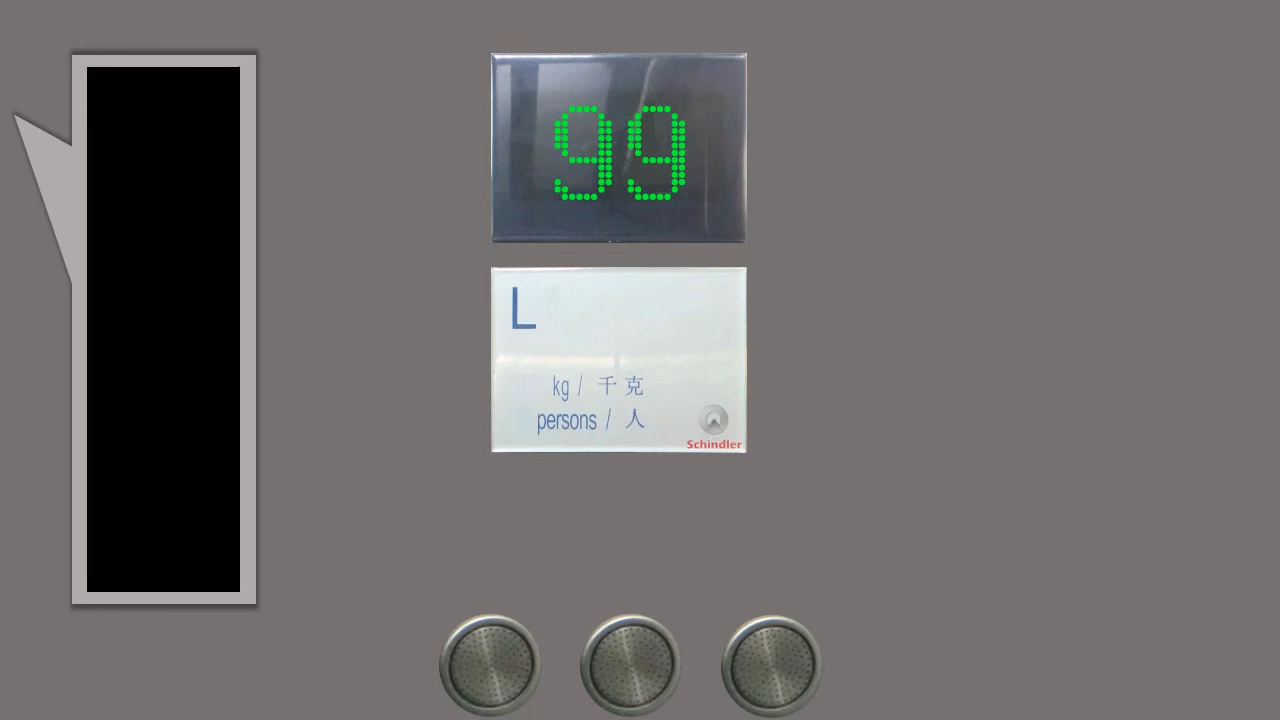 99
L
kg / 千克
persons / 人
Schindler